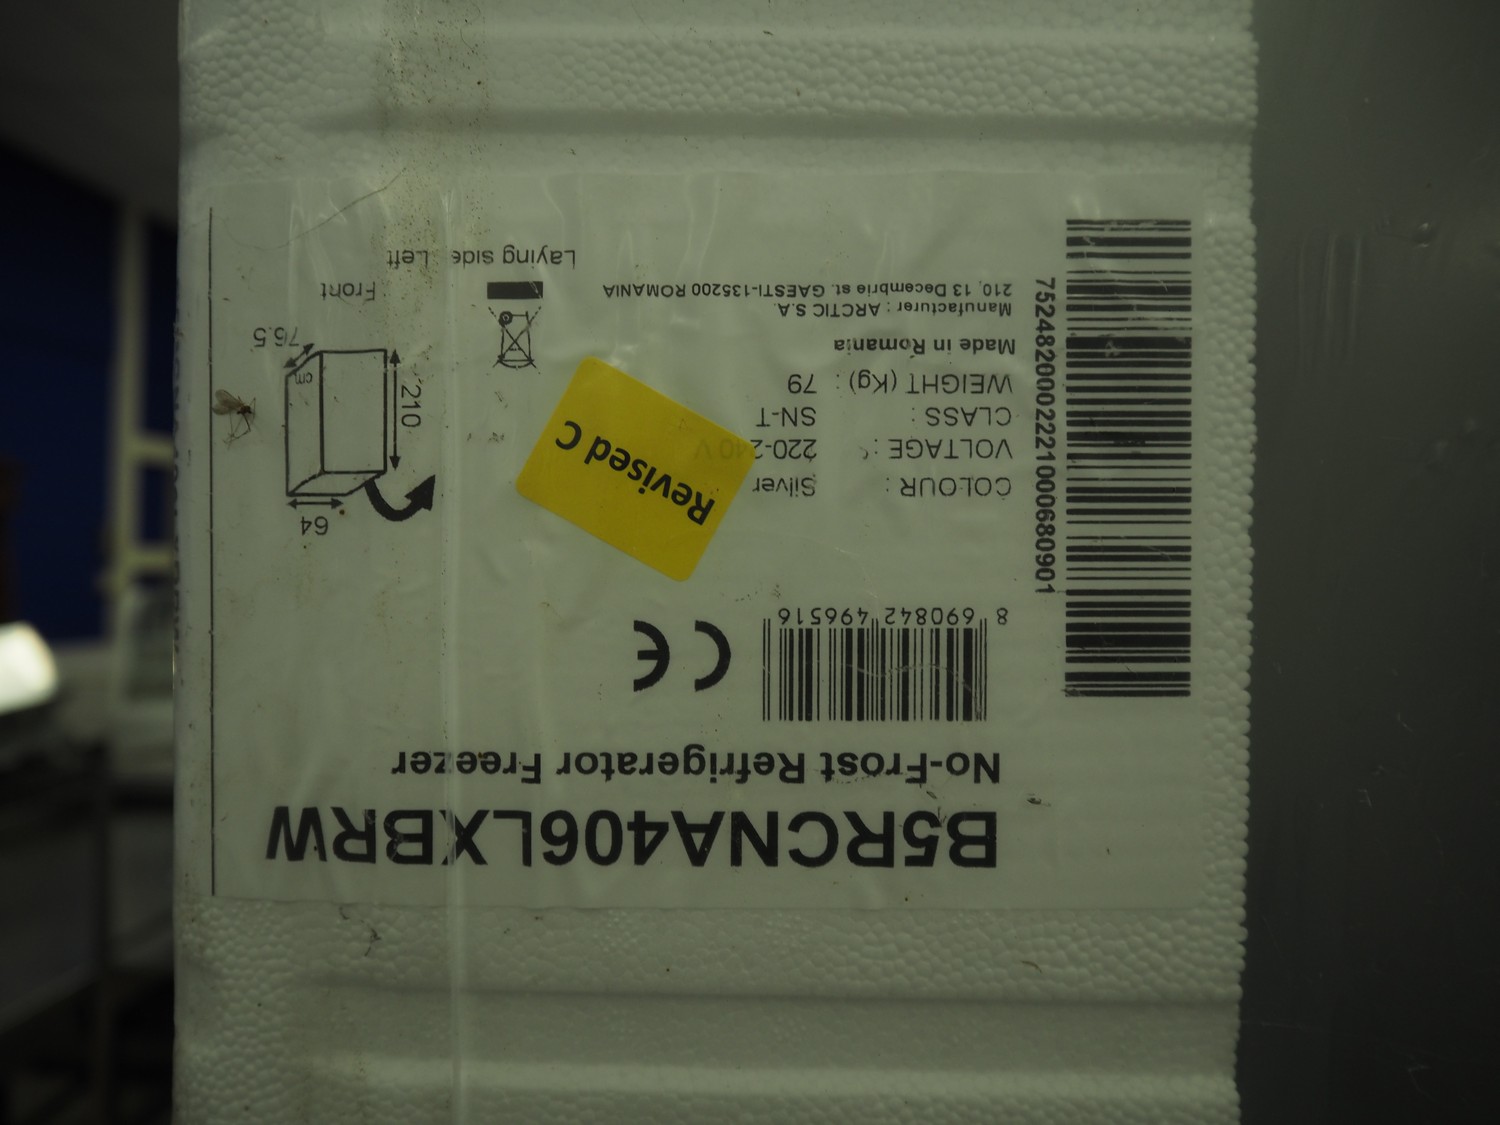 B5RCNA406LXBRW
No-Frost Refrigerator Freezer
8 690842 496516
CE
COLOUR : Silver
VOLTAGE : 220-240 V
CLASS : SN-T
WEIGHT (Kg) : 79
Made in Romania
Manufacturer : ARCTIC S.A
210, 13 Decembrie st. GAESTI-135200 ROMANIA
7524820002221000680901
Revised C
64
210
cm
76.5
Front
Laying side: Left